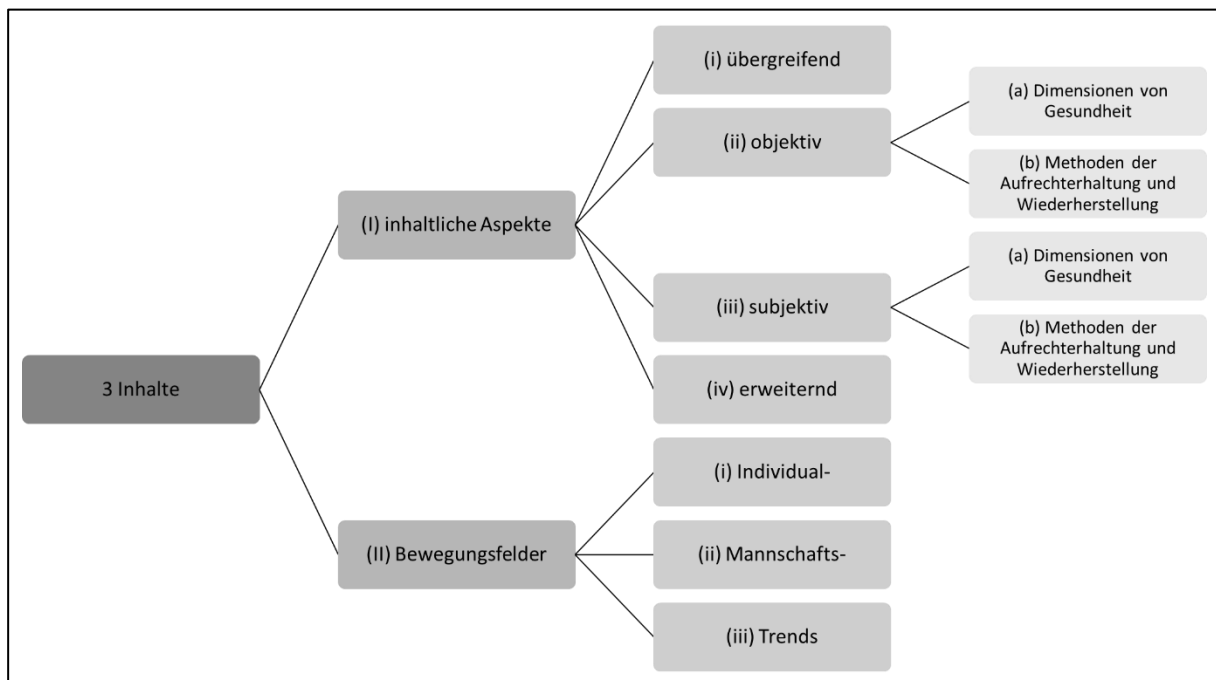 3 Inhalte
(I) inhaltliche Aspekte
(i) übergreifend
(ii) objektiv
(a) Dimensionen von
Gesundheit
(b) Methoden der
Aufrechterhaltung und
Wiederherstellung
(iii) subjektiv
(a) Dimensionen von
Gesundheit
(b) Methoden der
Aufrechterhaltung und
Wiederherstellung
(iv) erweiternd
(II) Bewegungsfelder
(i) Individual-
(ii) Mannschafts-
(iii) Trends